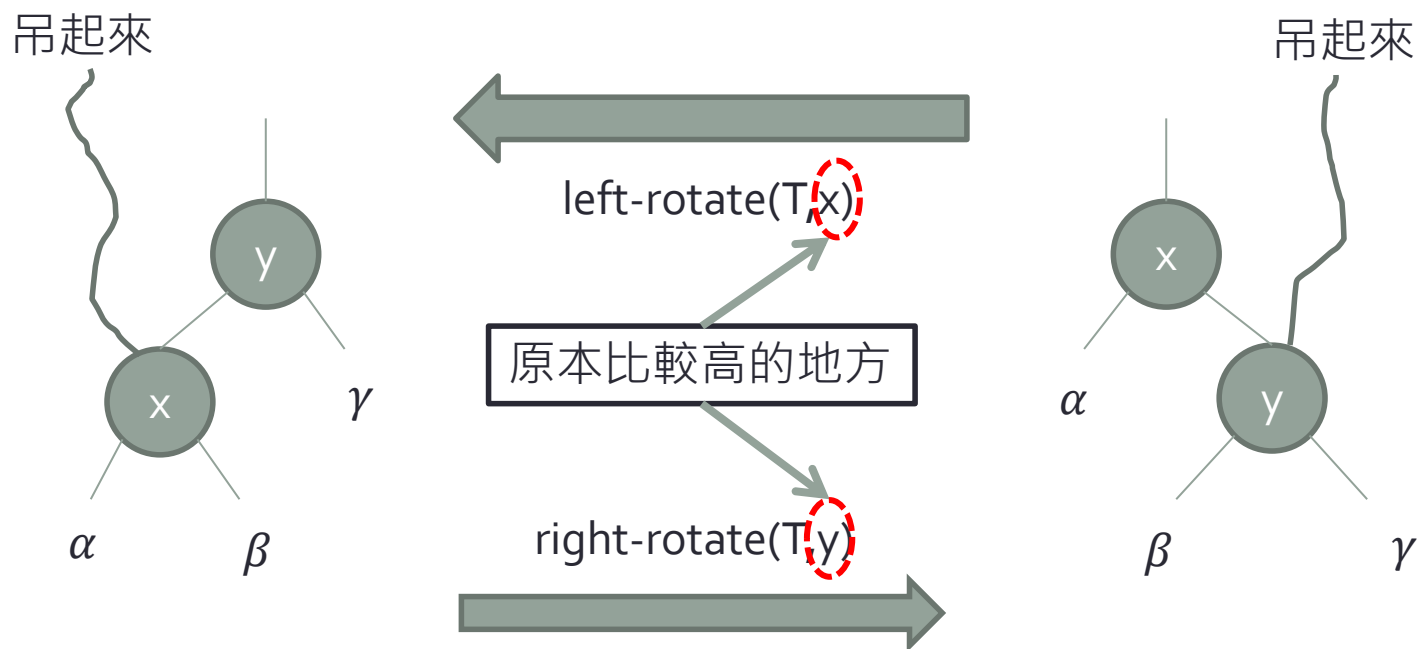 吊起來
吊起來
left-rotate(T,x)
y
x
原本比較高的地方
x
γ
α
y
α
β
right-rotate(T,y)
β
γ